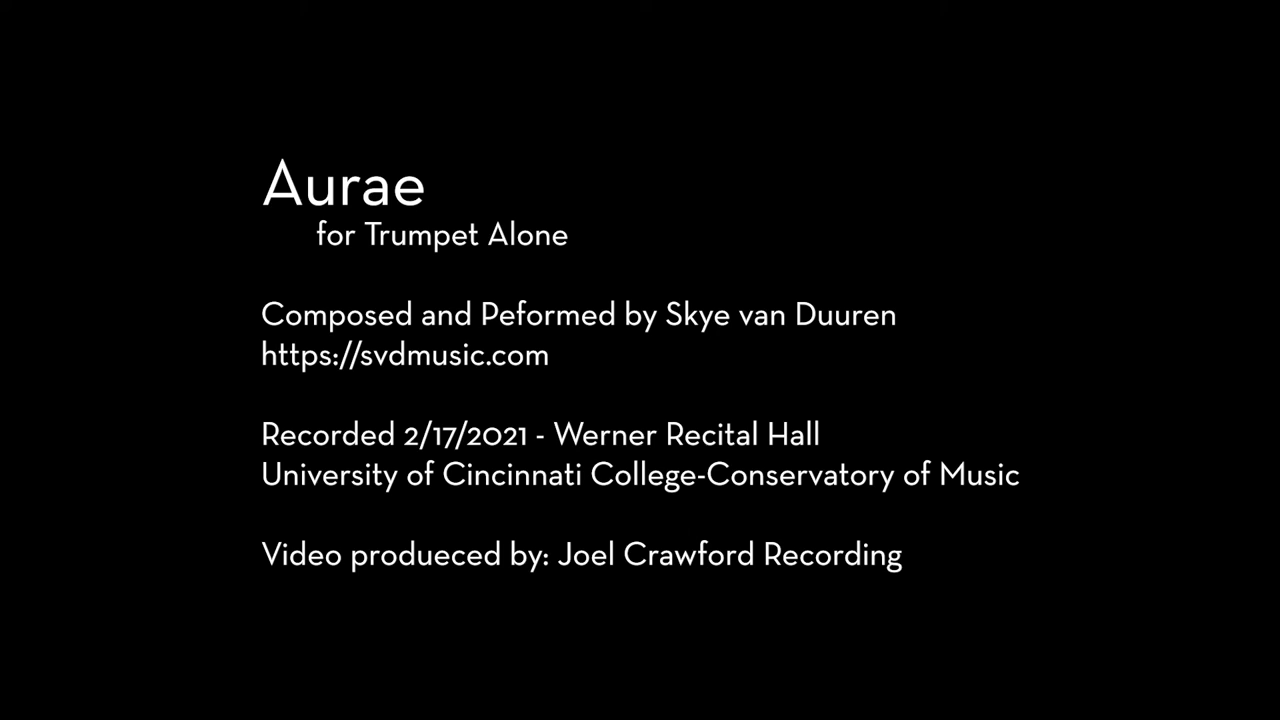 Aurae
for Trumpet Alone
Composed and Peformed by Skye van Duuren
https://svdmusic.com
Recorded 2/17/2021 - Werner Recital Hall
University of Cincinnati College-Conservatory of Music
Video produeced by: Joel Crawford Recording